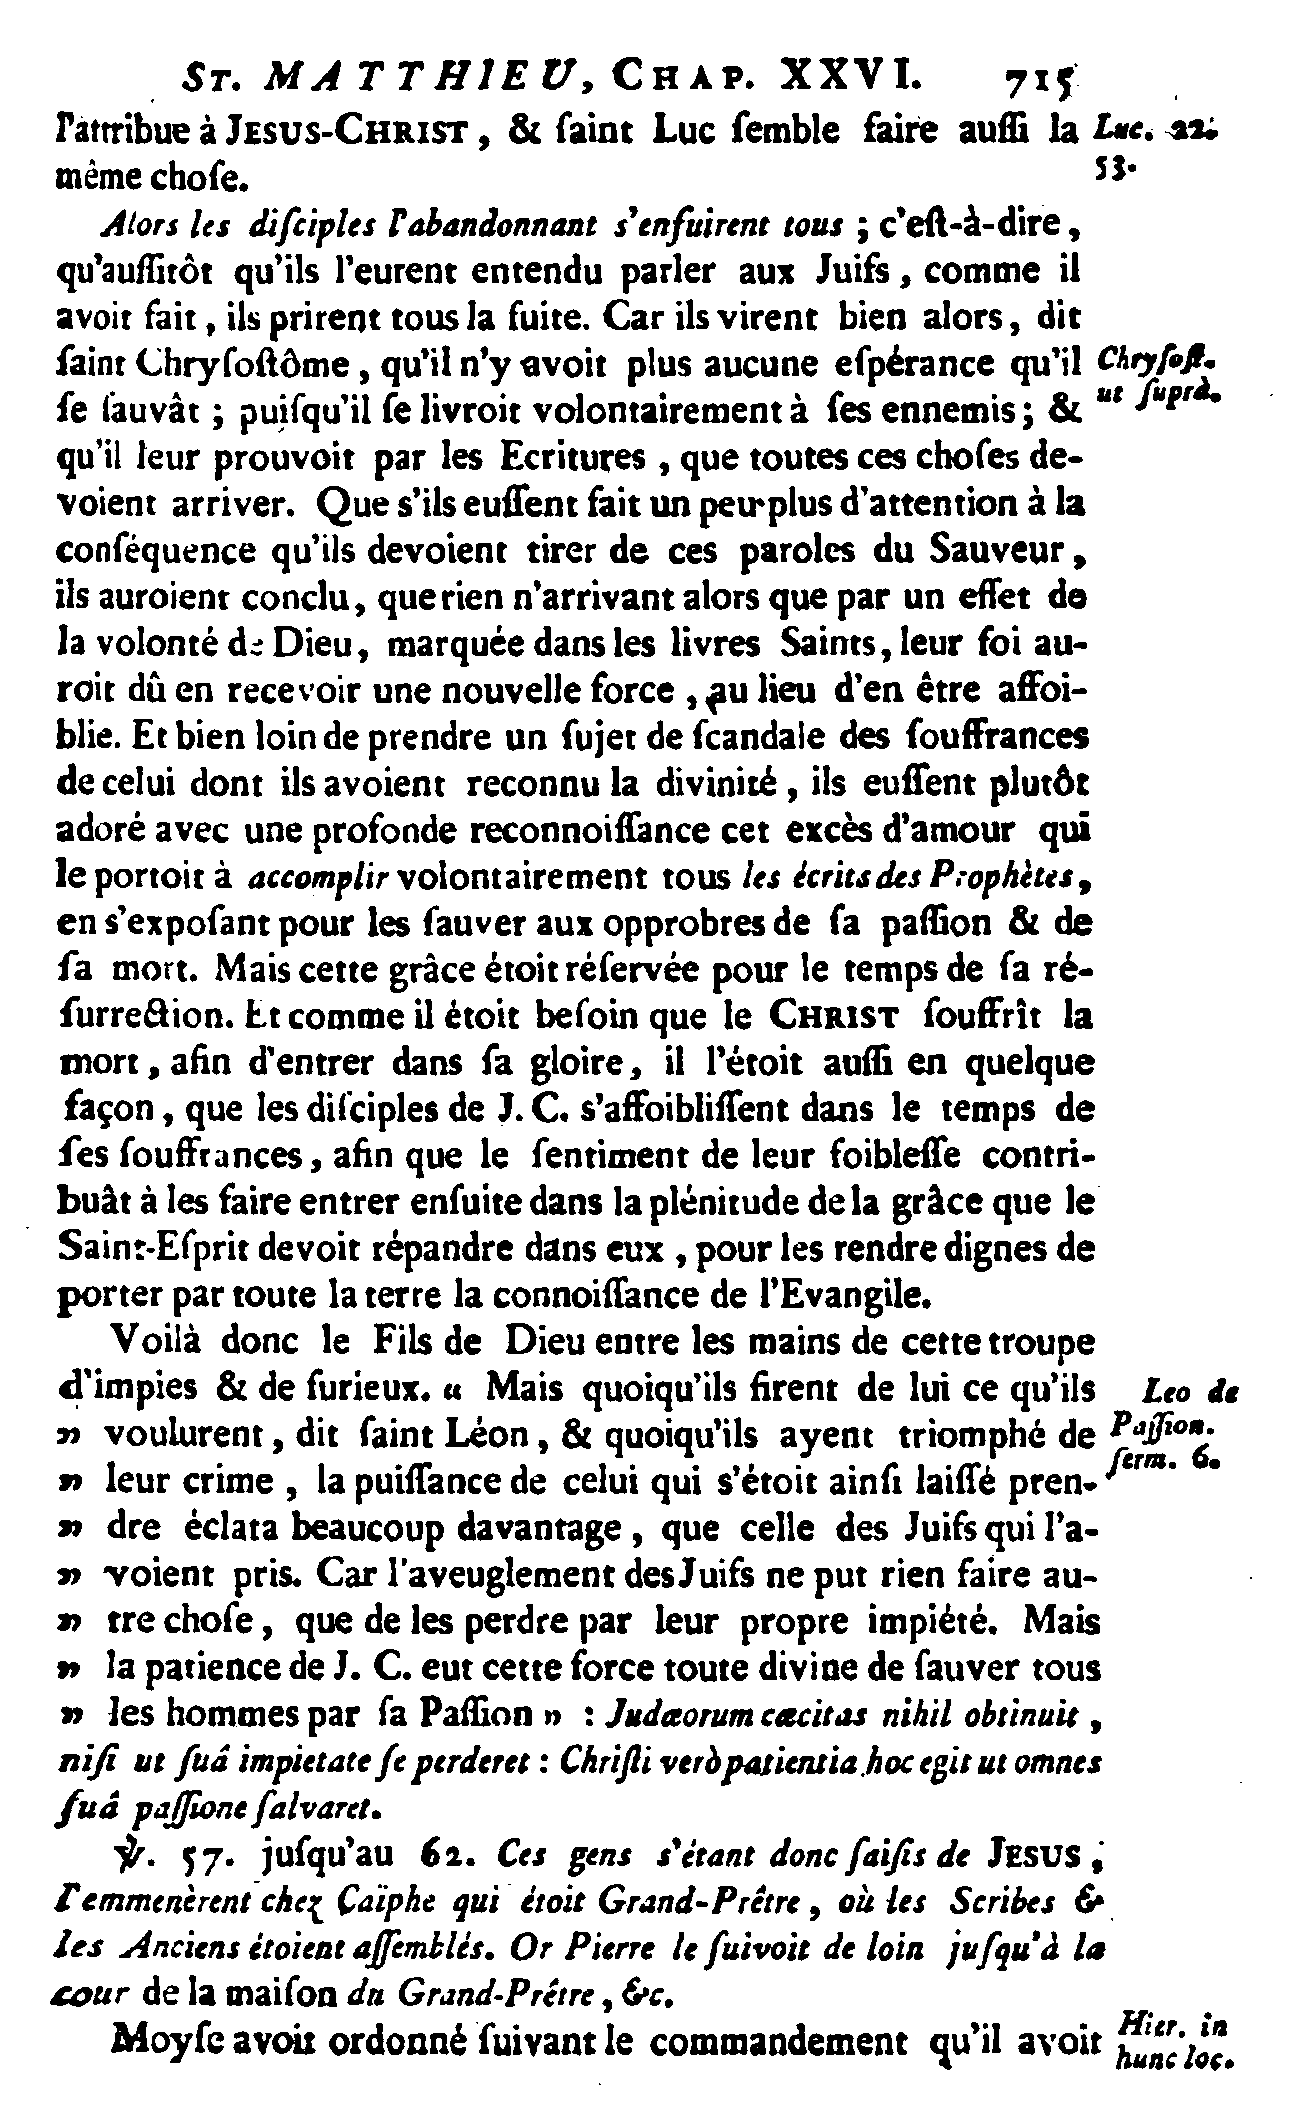 ST. MATTHIEU, CHAP. XXVI. 715
l'attribue à JESUS-CHRIST, & ſaint Luc ſemble faire auſſi la Luc. 22.
même choſe. 53.
Alors les diſciples l'abandonnant s'enfuirent tous ; c'eſt-à-dire,
qu'auſſitôt qu'ils l'eurent entendu parler aux Juifs, comme il
avoit fait, ils prirent tous la fuite. Car ils virent bien alors, dit
ſaint Chryſoſtôme, qu'il n'y avoit plus aucune eſpérance qu'il Chryſoſt.
ſe ſauvât ; puiſqu'il ſe livroit volontairement à ſes ennemis ; & ut ſuprà.
qu'il leur prouvoit par les Ecritures, que toutes ces choſes de-
voient arriver. Que s'ils euſſent fait un peu plus d'attention à la
conſéquence qu'ils devoient tirer de ces paroles du Sauveur,
ils auroient conclu, que rien n'arrivant alors que par un effet de
la volonté de Dieu, marquée dans les livres Saints, leur foi au-
roit dû en recevoir une nouvelle force, au lieu d'en être affoi-
blie. Et bien loin de prendre un ſujet de ſcandale des ſouffrances
de celui dont ils avoient reconnu la divinité, ils euſſent plutôt
adoré avec une profonde reconnoiſſance cet excès d'amour qui
le portoit à accomplir volontairement tous les écrits des Prophètes,
en s'expoſant pour les ſauver aux opprobres de ſa paſſion & de
ſa mort. Mais cette grâce étoit réſervée pour le temps de ſa ré-
ſurrection. Et comme il étoit beſoin que le CHRIST ſouffrît la
mort, afin d'entrer dans ſa gloire, il l'étoit auſſi en quelque
façon, que les diſciples de J. C. s'affoibliſſent dans le temps de
ſes ſouffrances, afin que le ſentiment de leur foibleſſe contri-
buât à les faire entrer enſuite dans la plénitude de la grâce que le
Saint-Eſprit devoit répandre dans eux, pour les rendre dignes de
porter par toute la terre la connoiſſance de l'Evangile.
Voilà donc le Fils de Dieu entre les mains de cette troupe
d'impies & de furieux. « Mais quoiqu'ils firent de lui ce qu'ils Leo de
» voulurent, dit ſaint Léon, & quoiqu'ils ayent triomphé de Paſſion.
» leur crime, la puiſſance de celui qui s'étoit ainſi laiſſé pren- ſerm. 6.
» dre éclata beaucoup davantage, que celle des Juifs qui l'a-
» voient pris. Car l'aveuglement des Juifs ne put rien faire au-
» tre choſe, que de les perdre par leur propre impiété. Mais
» la patience de J. C. eut cette force toute divine de ſauver tous
» les hommes par ſa Paſſion » : Judæorum cæcitas nihil obtinuit,
niſi ut ſuâ impietate ſe perderet : Chriſti verò patientia hoc egit ut omnes
ſuâ paſſione ſalvaret.
℣. 57. juſqu'au 62. Ces gens s'étant donc ſaiſis de JESUS,
l'emmenèrent chez Caïphe qui étoit Grand-Prêtre, où les Scribes &
les Anciens étoient aſſemblés. Or Pierre le ſuivoit de loin juſqu'à la
cour de la maiſon du Grand-Prêtre, &c.
Moyſe avoit ordonné ſuivant le commandement qu'il avoit Hier. in
hunc loc.